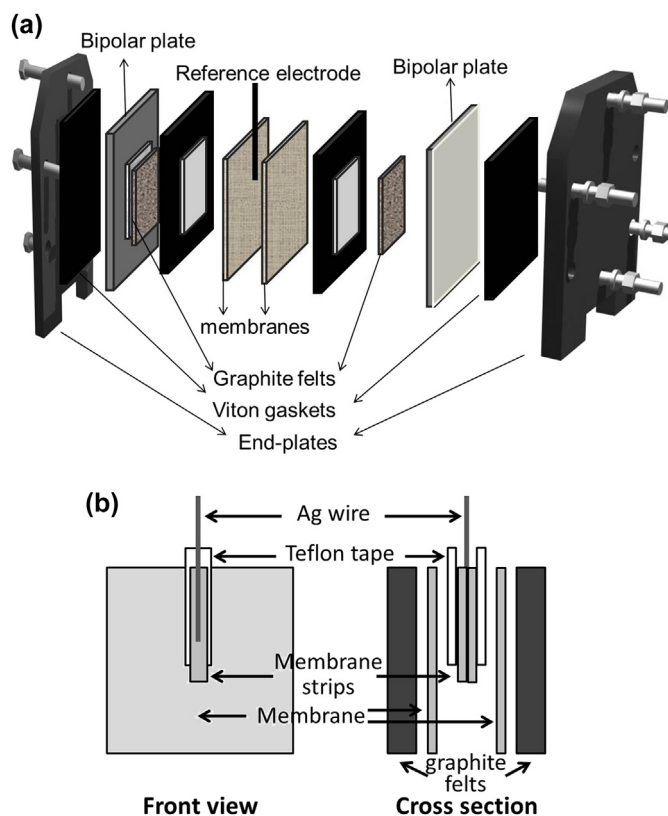 (a)
Bipolar plate
Reference electrode
Bipolar plate
membranes
Graphite felts
Viton gaskets
End-plates
(b)
Ag wire
Teflon tape
Membrane
strips
Membrane
graphite
felts
Front view
Cross section